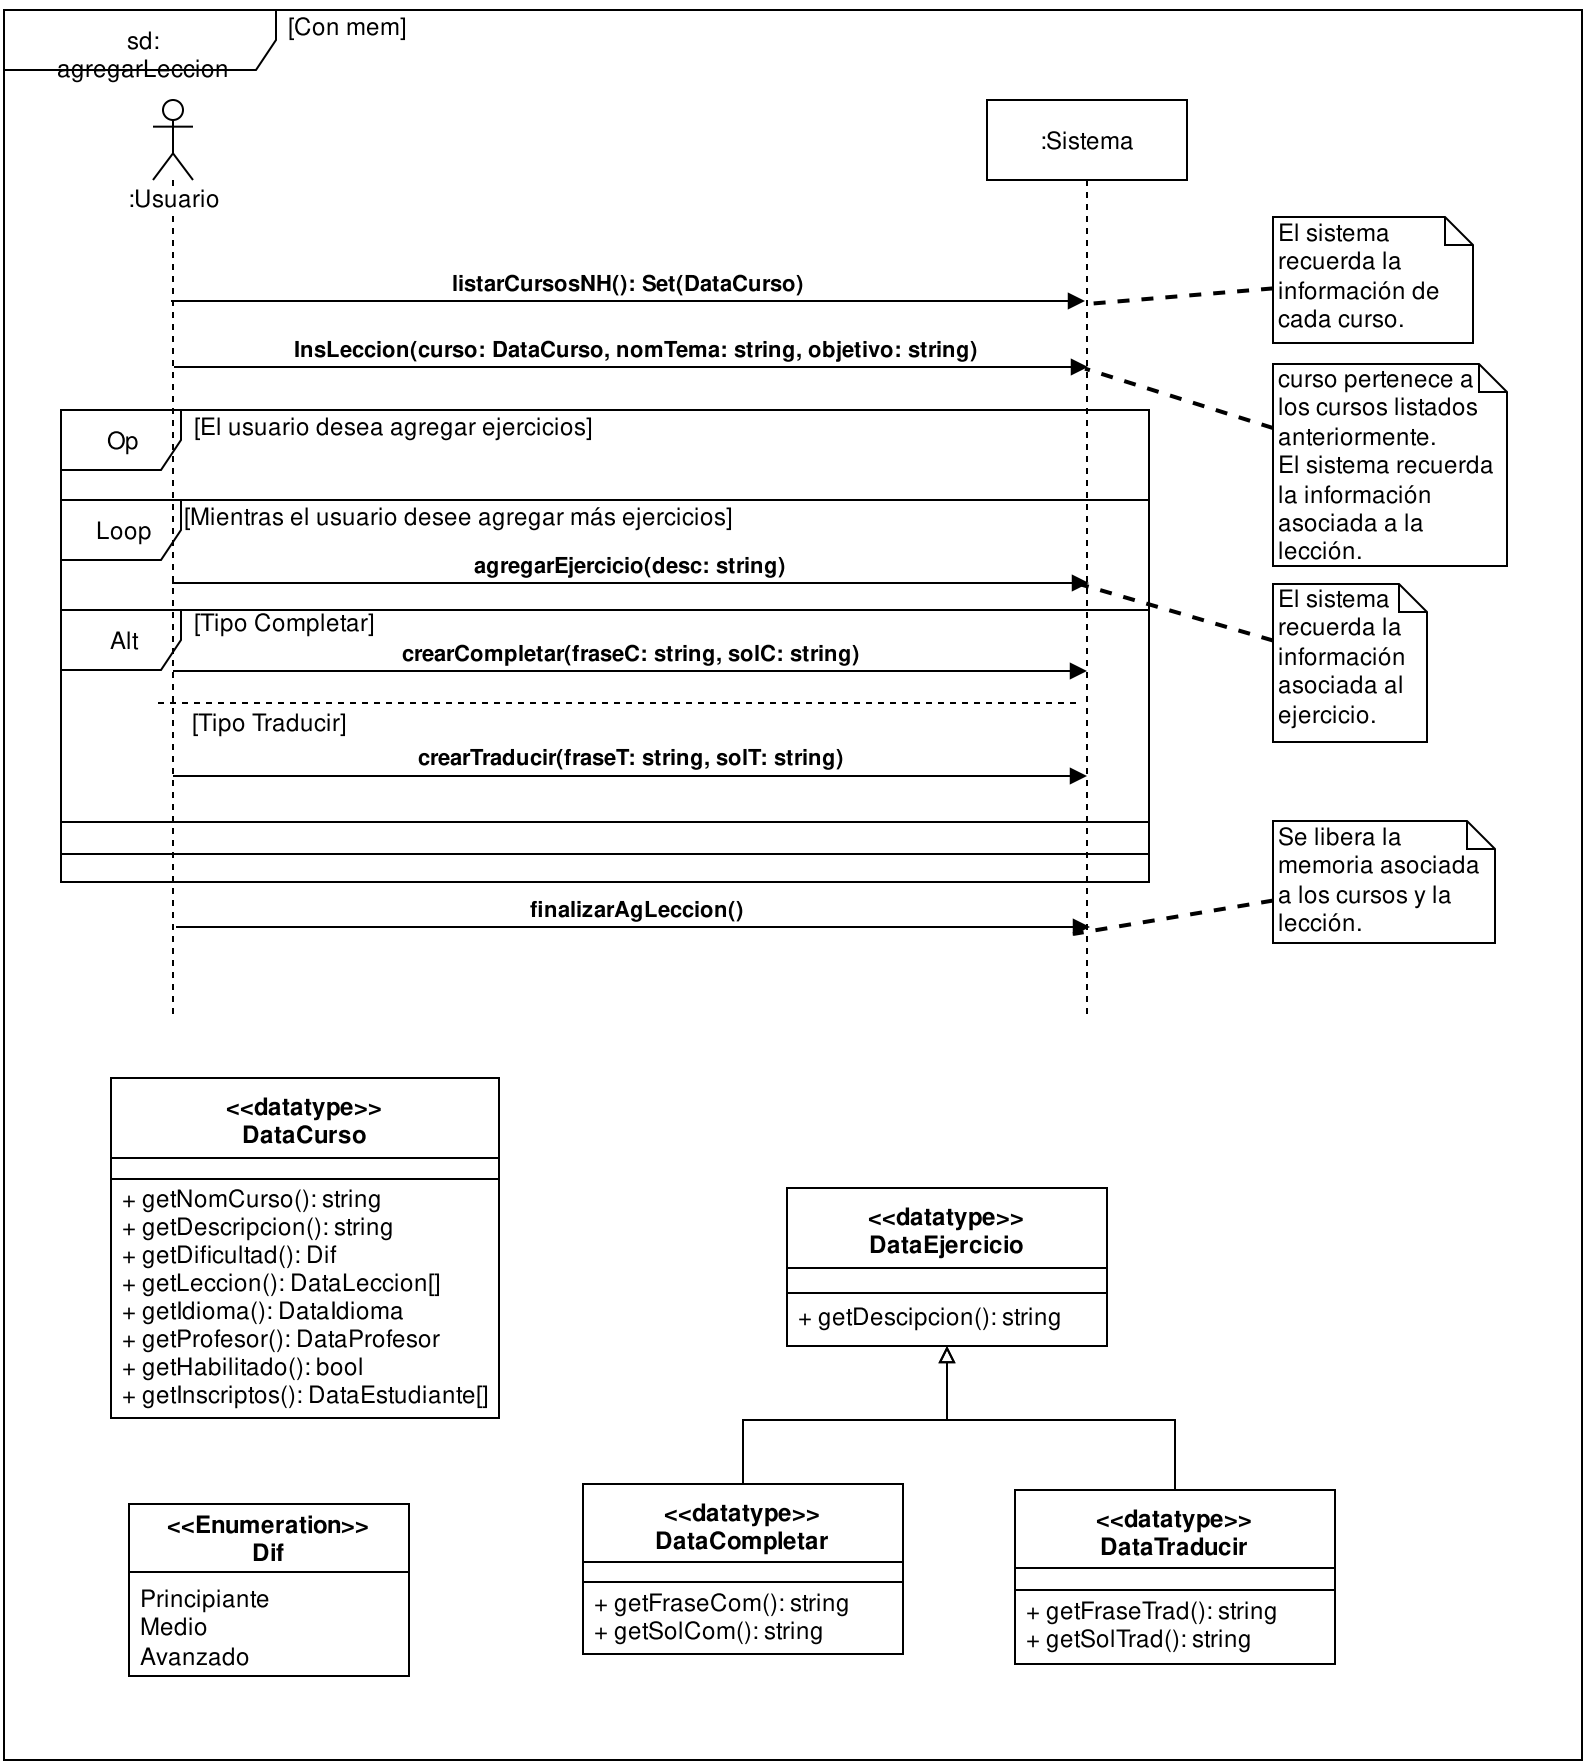 sd:
agregarLeccion
[Con mem]
:Usuario
:Sistema
listarCursosNH(): Set(DataCurso)
El sistema
recuerda la
información de
cada curso.
InsLeccion(curso: DataCurso, nomTema: string, objetivo: string)
curso pertenece a
los cursos listados
anteriormente.
El sistema recuerda
la información
asociada a la
lección.
Op
[El usuario desea agregar ejercicios]
Loop
[Mientras el usuario desee agregar más ejercicios]
agregarEjercicio(desc: string)
El sistema
recuerda la
información
asociada al
ejercicio.
Alt
[Tipo Completar]
crearCompletar(fraseC: string, solC: string)
[Tipo Traducir]
crearTraducir(fraseT: string, solT: string)
Se libera la
memoria asociada
a los cursos y la
lección.
finalizarAgLeccion()
<<datatype>>
DataCurso
+ getNomCurso(): string
+ getDescripcion(): string
+ getDificultad(): Dif
+ getLeccion(): DataLeccion[]
+ getIdioma(): DataIdioma
+ getProfesor(): DataProfesor
+ getHabilitado(): bool
+ getInscriptos(): DataEstudiante[]
<<datatype>>
DataEjercicio
+ getDescipcion(): string
<<Enumeration>>
Dif
Principiante
Medio
Avanzado
<<datatype>>
DataCompletar
+ getFraseCom(): string
+ getSolCom(): string
<<datatype>>
DataTraducir
+ getFraseTrad(): string
+ getSolTrad(): string